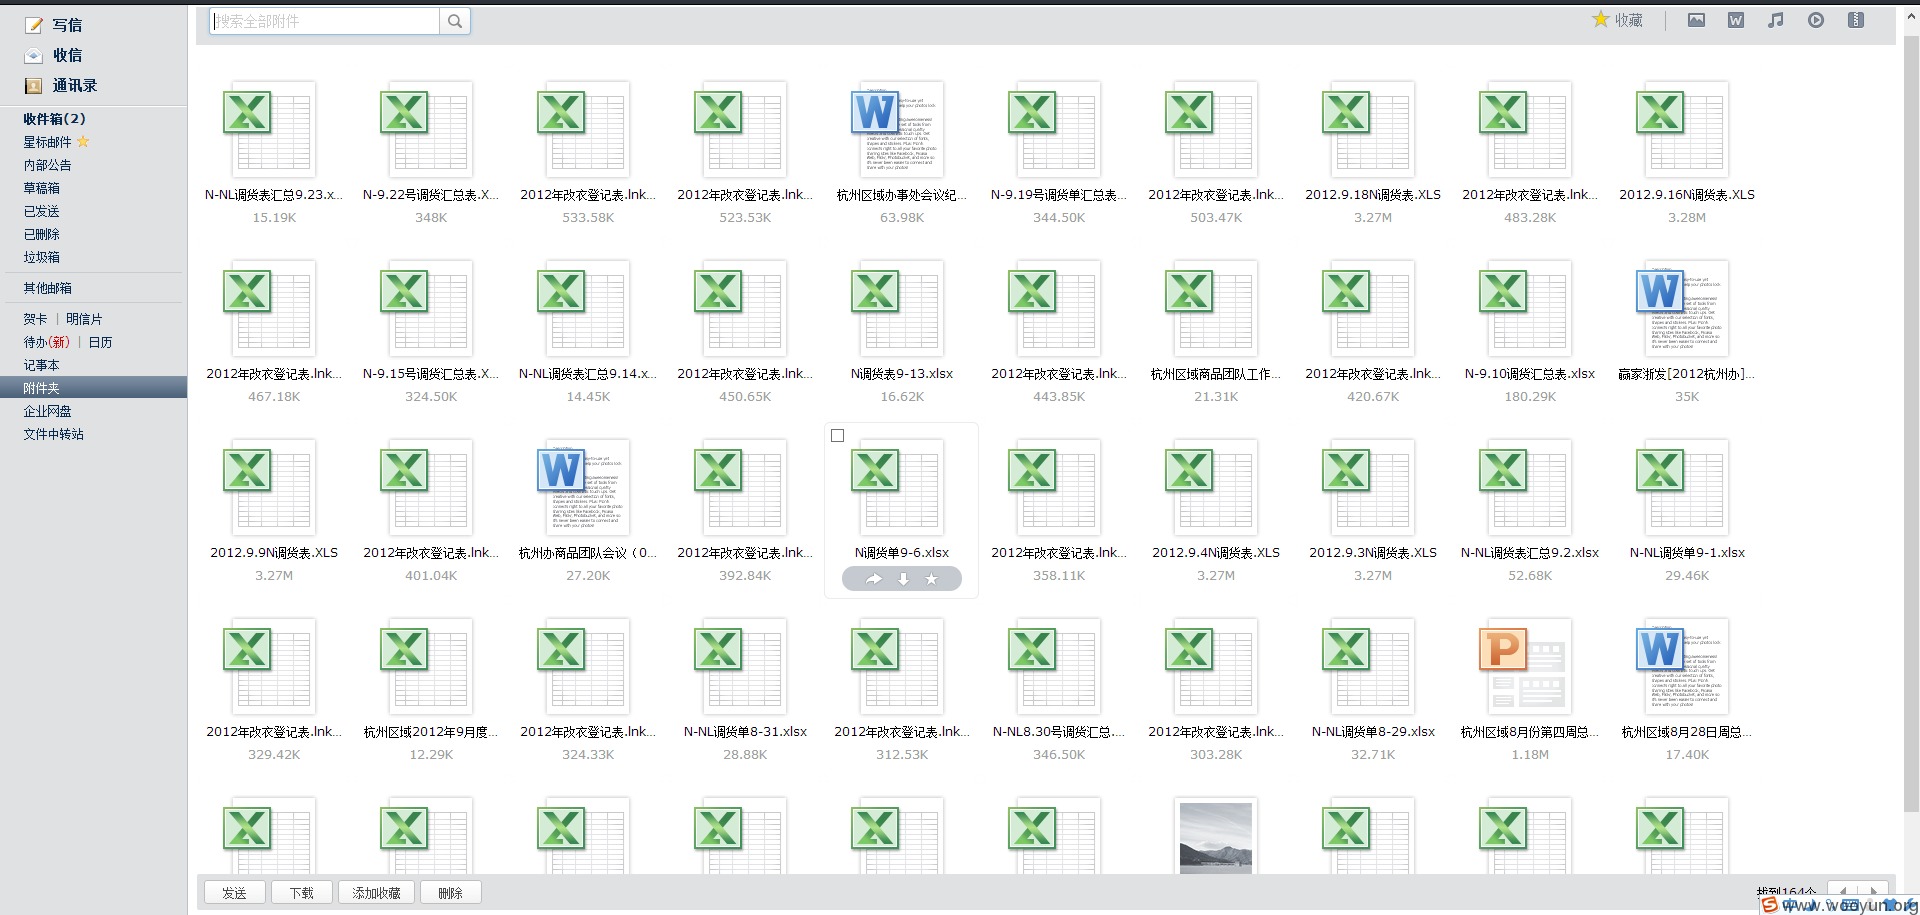 写信
收信
通讯录
收件箱(2)
星标邮件
内部公告
草稿箱
已发送
已删除
垃圾箱
其他邮箱
贺卡 | 明信片
待办(新) | 日历
记事本
附件夹
企业网盘
文件中转站
搜索全部附件
收藏
N-NL调货表汇总9.23.x... N-9.22号调货汇总表.X... 2012年改衣登记表.lnk... 2012年改衣登记表.lnk... 杭州区域办事处会议纪... N-9.19号调货单汇总表... 2012年改衣登记表.lnk... 2012.9.18N调货表.XLS 2012年改衣登记表.lnk... 2012.9.16N调货表.XLS
15.19K 348K 533.58K 523.53K 63.98K 344.50K 503.47K 3.27M 483.28K 3.28M
2012年改衣登记表.lnk... N-9.15号调货汇总表.X... N-NL调货表汇总9.14.x... 2012年改衣登记表.lnk... N调货表9-13.xlsx 2012年改衣登记表.lnk... 杭州区域商品团队工作... 2012年改衣登记表.lnk... N-9.10调货汇总表.xlsx 赢家浙发[2012杭州办]...
467.18K 324.50K 14.45K 450.65K 16.62K 443.85K 21.31K 420.67K 180.29K 35K
2012.9.9N调货表.XLS 2012年改衣登记表.lnk... 杭州办商品团队会议（0... 2012年改衣登记表.lnk... N调货单9-6.xlsx 2012年改衣登记表.lnk... 2012.9.4N调货表.XLS 2012.9.3N调货表.XLS N-NL调货表汇总9.2.xlsx N-NL调货单9-1.xlsx
3.27M 401.04K 27.20K 392.84K 358.11K 3.27M 3.27M 52.68K 29.46K
2012年改衣登记表.lnk... 杭州区域2012年9月度... 2012年改衣登记表.lnk... N-NL调货单8-31.xlsx 2012年改衣登记表.lnk... N-NL8.30号调货汇总.... 2012年改衣登记表.lnk... N-NL调货单8-29.xlsx 杭州区域8月份第四周总... 杭州区域8月28日周总...
329.42K 12.29K 324.33K 28.88K 312.53K 346.50K 303.28K 32.71K 1.18M 17.40K
发送 下载 添加收藏 删除
找到164个
www.wooyun.org